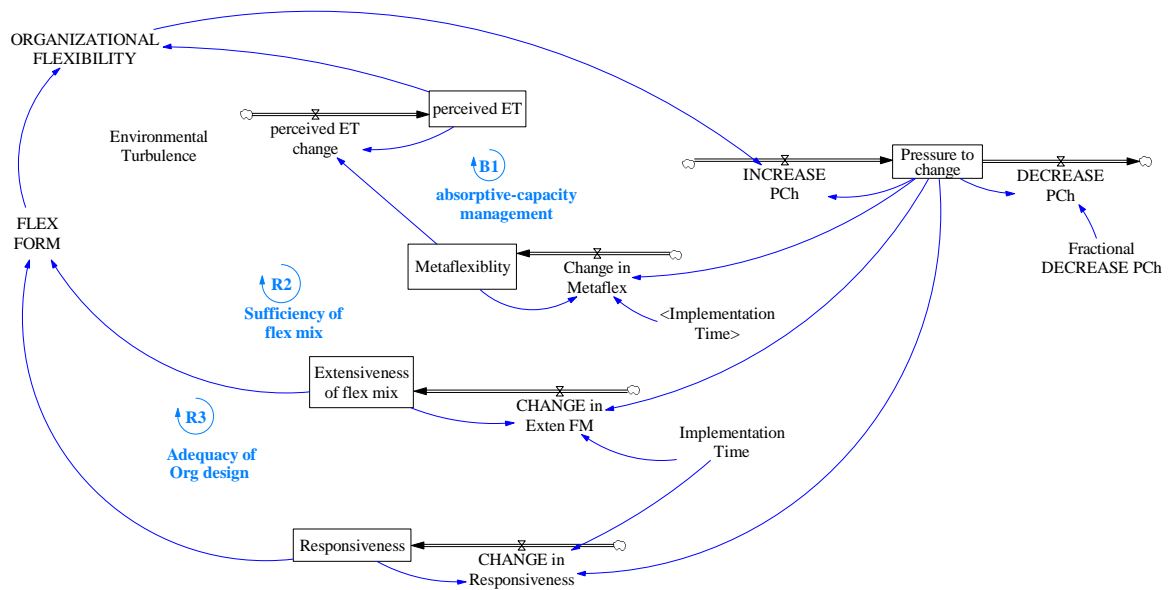 ORGANIZATIONAL
FLEXIBILITY
perceived ET
perceived ET
change
Environmental
Turbulence
B1
absorptive-capacity
management
Pressure to
change
INCREASE
PCh
DECREASE
PCh
Fractional
DECREASE PCh
FLEX
FORM
Metaflexiblity
Change in
Metaflex
<Implementation
Time>
R2
Sufficiency of
flex mix
Extensiveness
of flex mix
CHANGE in
Exten FM
R3
Adequacy of
Org design
Implementation
Time
Responsiveness
CHANGE in
Responsiveness